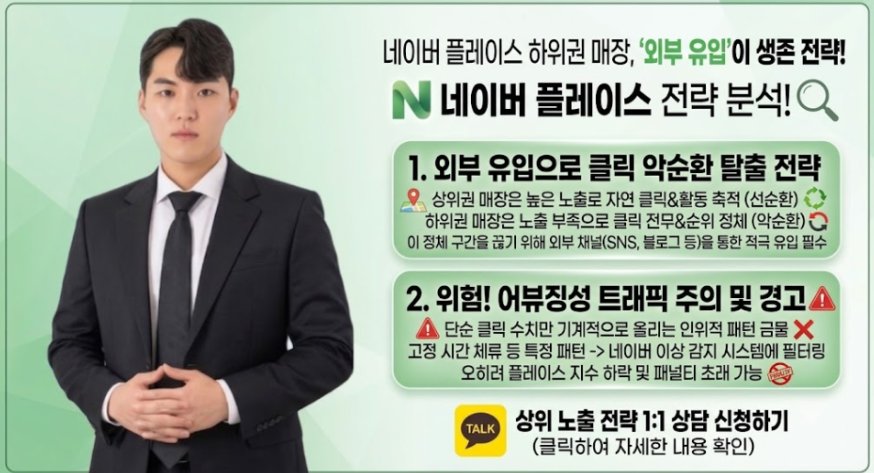 네이버 플레이스 하위권 매장, '외부 유입'이 생존 전략!
N 네이버 플레이스 전략 분석!
1. 외부 유입으로 클릭 악순환 탈출 전략
상위권 매장은 높은 노출로 자연 클릭&활동 축적 (선순환)
하위권 매장은 노출 부족으로 클릭 전무&순위 정체 (악순환)
이 정체 구간을 끊기 위해 외부 채널(SNS, 블로그 등)을 통한 적극 유입 필수
2. 위험! 어뷰징성 트래픽 주의 및 경고
단순 클릭 수치만 기계적으로 올리는 인위적 패턴 금물
고정 시간 체류 등 특정 패턴 -> 네이버 이상 감지 시스템에 필터링
오히려 플레이스 지수 하락 및 패널티 초래 가능
TALK 상위 노출 전략 1:1 상담 신청하기
(클릭하여 자세한 내용 확인)